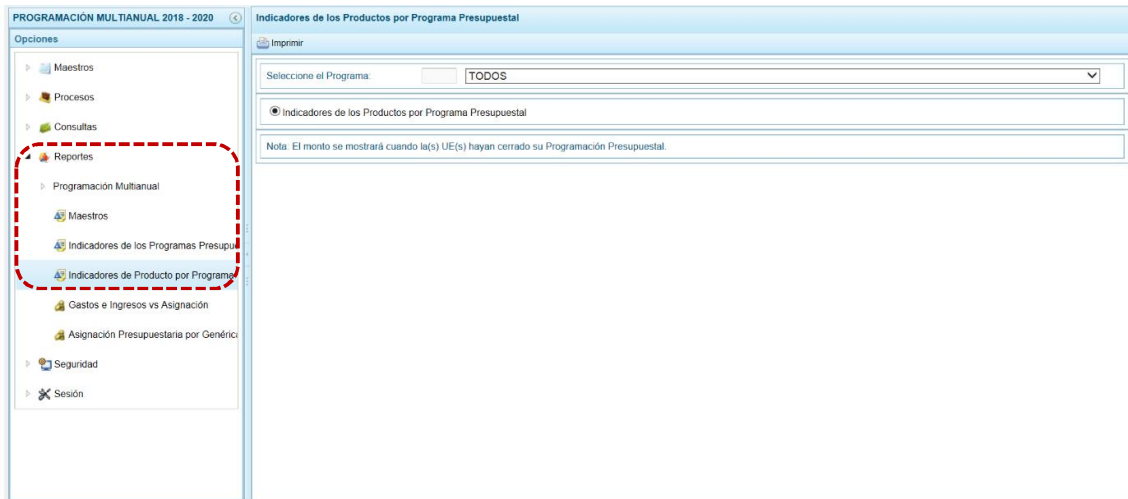 PROGRAMACIÓN MULTIANUAL 2018 - 2020
Opciones
Maestros
Procesos
Consultas
Reportes
Programación Multianual
Maestros
Indicadores de los Programas Presupue
Indicadores de Producto por Programa
Gastos e Ingresos vs Asignación
Asignación Presupuestaria por Genérica
Seguridad
Sesión
Indicadores de los Productos por Programa Presupuestal
Imprimir
Seleccione el Programa: TODOS
Indicadores de los Productos por Programa Presupuestal
Nota: El monto se mostrará cuando la(s) UE(s) hayan cerrado su Programación Presupuestal.